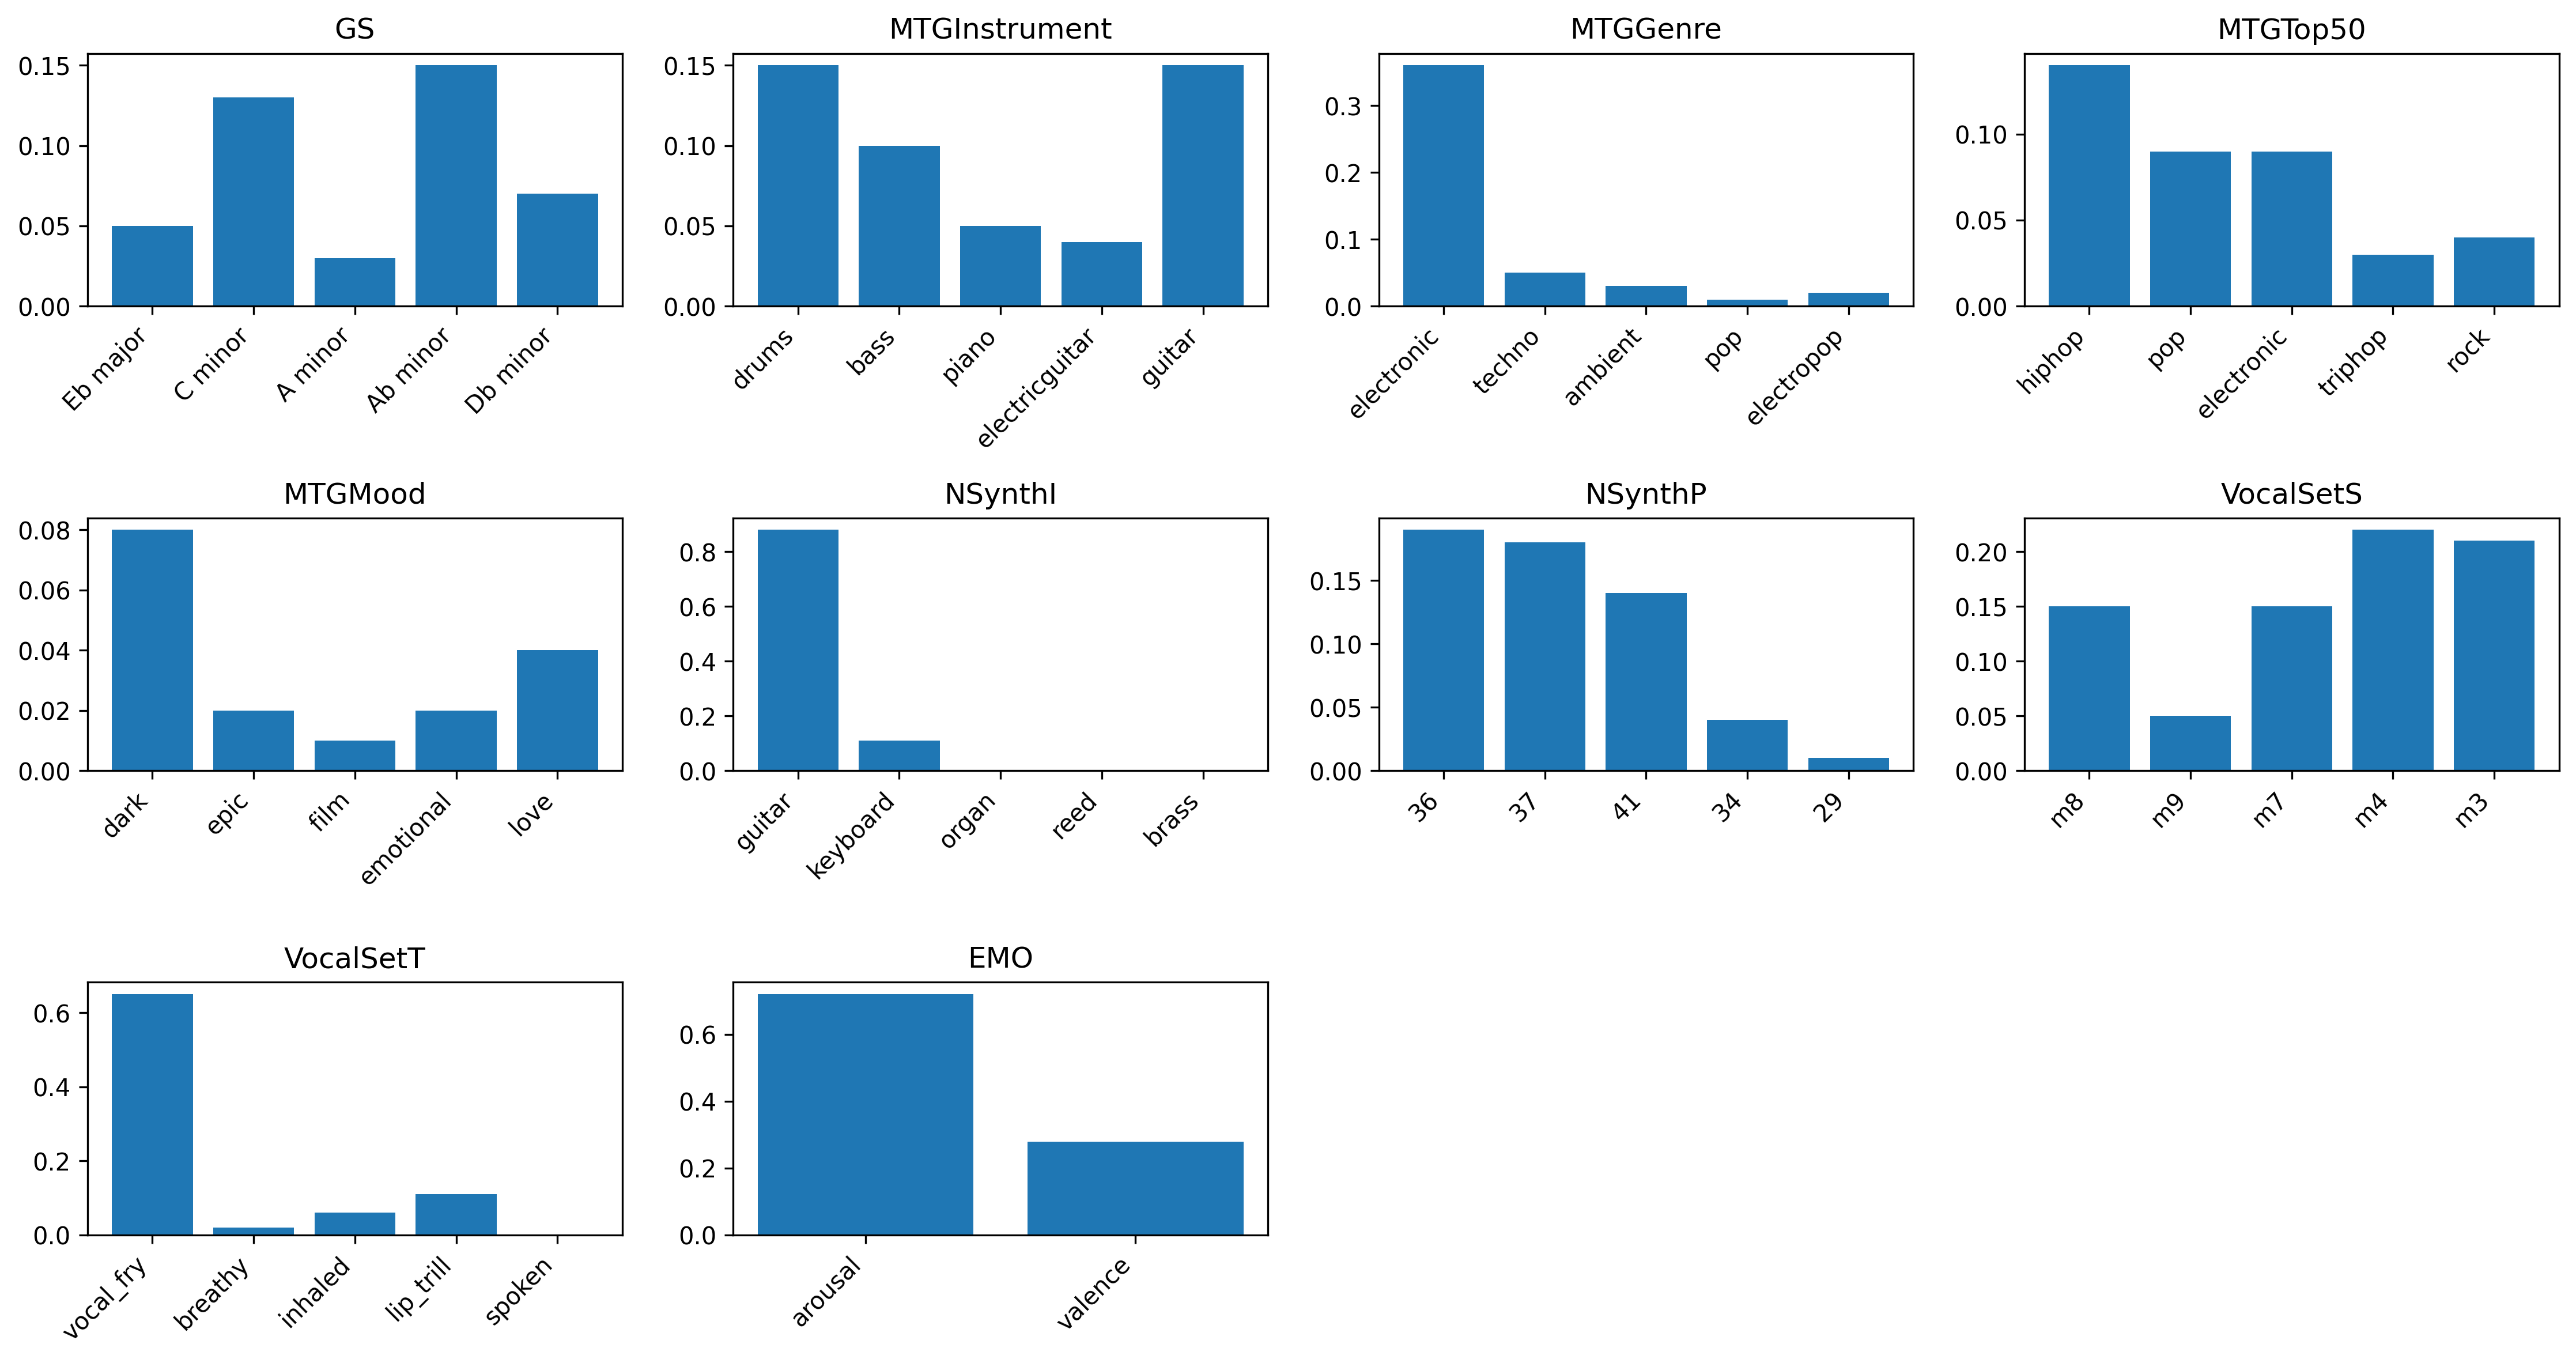 GS
0.15
0.10
0.05
0.00
Eb major
C minor
A minor
Ab minor
Db minor
MTGInstrument
0.15
0.10
0.05
0.00
drums
bass
piano
electricguitar
guitar
MTGGenre
0.3
0.2
0.1
0.0
electronic
techno
ambient
pop
electropop
MTGTop50
0.10
0.05
0.00
hiphop
pop
electronic
triphop
rock
MTGMood
0.08
0.06
0.04
0.02
0.00
dark
epic
film
emotional
love
NSynthI
0.8
0.6
0.4
0.2
0.0
guitar
keyboard
organ
reed
brass
NSynthP
0.15
0.10
0.05
0.00
36
37
41
34
29
VocalSetS
0.20
0.15
0.10
0.05
0.00
m8
m9
m7
m4
m3
VocalSetT
0.6
0.4
0.2
0.0
vocal_fry
breathy
inhaled
lip_trill
spoken
EMO
0.6
0.4
0.2
0.0
arousal
valence